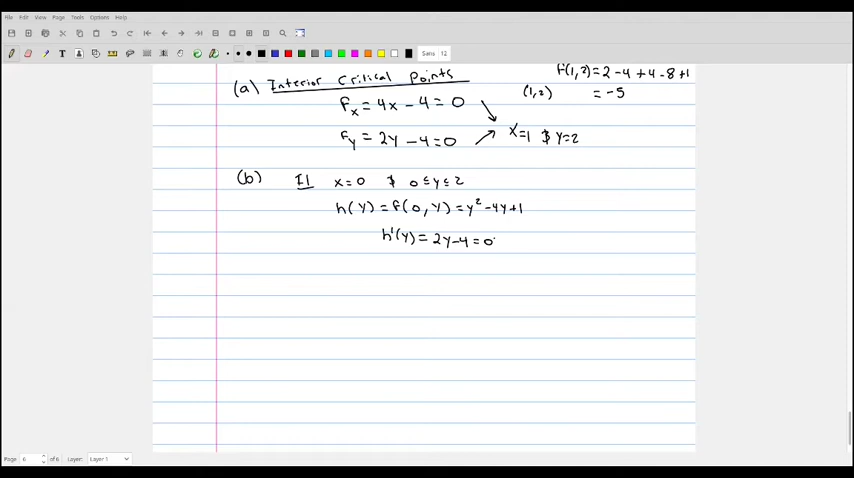 File Edit View Page Tools Options Help
Sans 12
(a) Interior Critical Points
f(1,2) = 2 - 4 + 4 - 8 + 1
(1,2) = -5
fx = 4x - 4 = 0
fy = 2y - 4 = 0
x = 1 & y = 2
(b) I1 x = 0 & 0 ≤ y ≤ 2
h(y) = f(0, y) = y² - 4y + 1
h'(y) = 2y - 4 = 0
Page 6 of 6 Layer: Layer 1